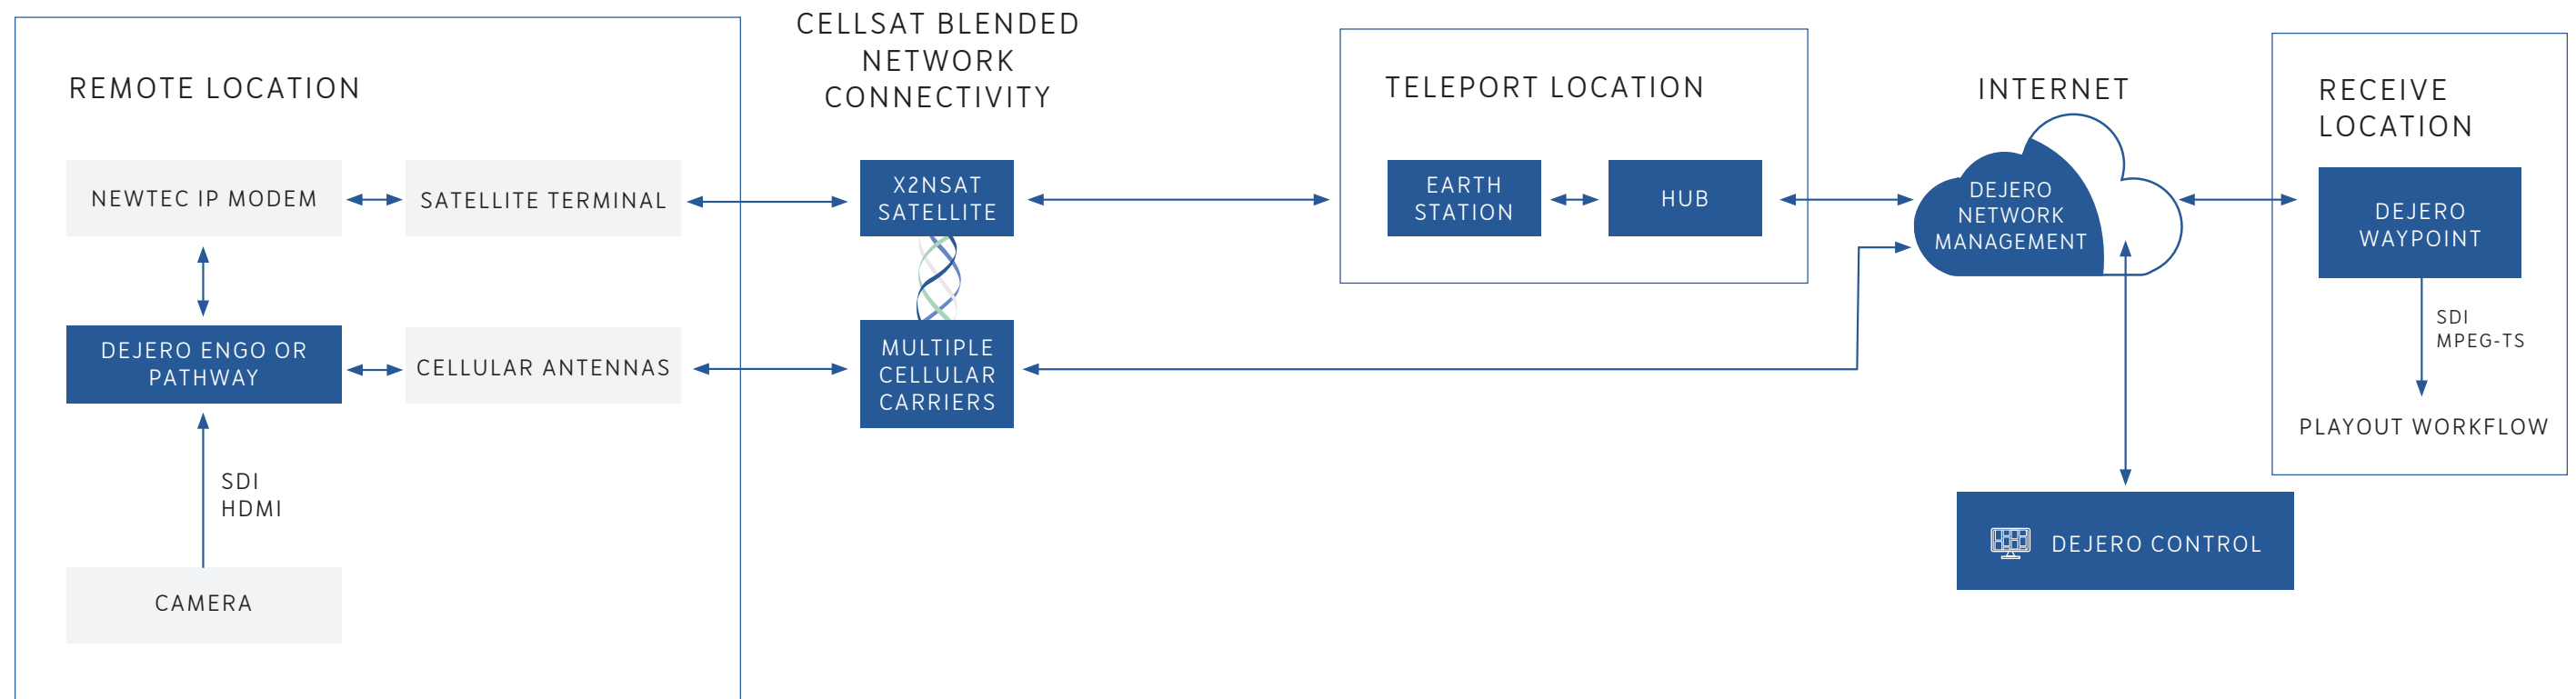 CELLSAT BLENDED
NETWORK
CONNECTIVITY
REMOTE LOCATION
NEWTEC IP MODEM
SATELLITE TERMINAL
DEJERO ENGO OR
PATHWAY
CELLULAR ANTENNAS
SDI
HDMI
CAMERA
X2NSAT
SATELLITE
MULTIPLE
CELLULAR
CARRIERS
TELEPORT LOCATION
EARTH
STATION
HUB
INTERNET
DEJERO
NETWORK
MANAGEMENT
DEJERO CONTROL
RECEIVE
LOCATION
DEJERO
WAYPOINT
SDI
MPEG-TS
PLAYOUT WORKFLOW